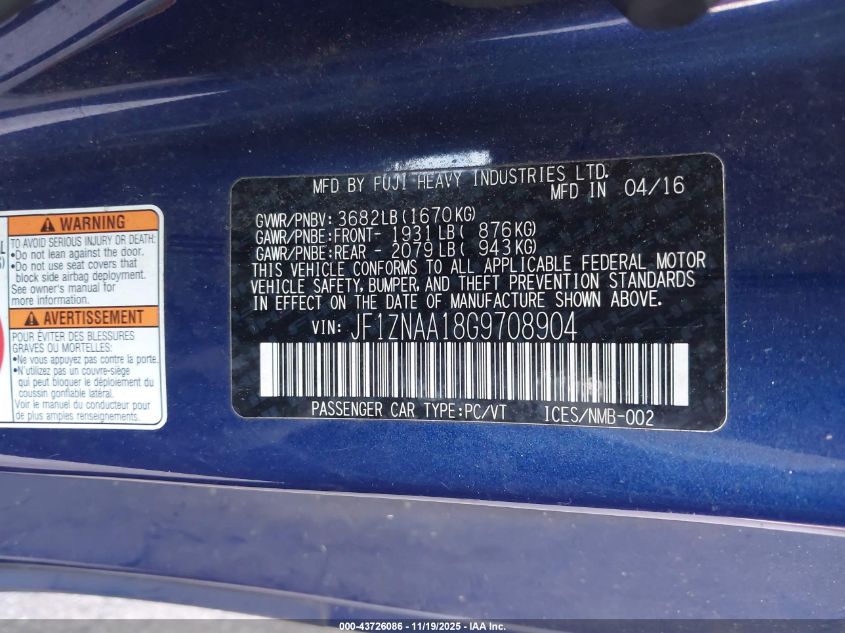 MFD BY FUJI HEAVY INDUSTRIES LTD.
MFD IN 04/16
GVWR/PNBV: 3682LB(1670KG)
GAWR/PNBE:FRONT- 1931LB( 876KG)
GAWR/PNBE:REAR - 2079LB( 943KG)
THIS VEHICLE CONFORMS TO ALL APPLICABLE FEDERAL MOTOR
VEHICLE SAFETY, BUMPER, AND THEFT PREVENTION STANDARDS
IN EFFECT ON THE DATE OF MANUFACTURE SHOWN ABOVE.
VIN: JF1ZNAA18G9708904
PASSENGER CAR TYPE:PC/VT ICES/NMB-002
WARNING
TO AVOID SERIOUS INJURY OR DEATH:
•Do not lean against the door.
•Do not use seat covers that
block side airbag deployment.
See owner's manual for
more information.
AVERTISSEMENT
POUR ÉVITER DES BLESSURES
GRAVES OU MORTELLES:
•Ne vous appuyez pas contre la porte.
•N'utilisez pas un couvre-siège
qui peut bloquer le déploiement du
coussin gonflable latéral.
Voir le manuel du conducteur pour
de plus amples renseignements.
000-43726086 - 11/19/2025 - IAA Inc.